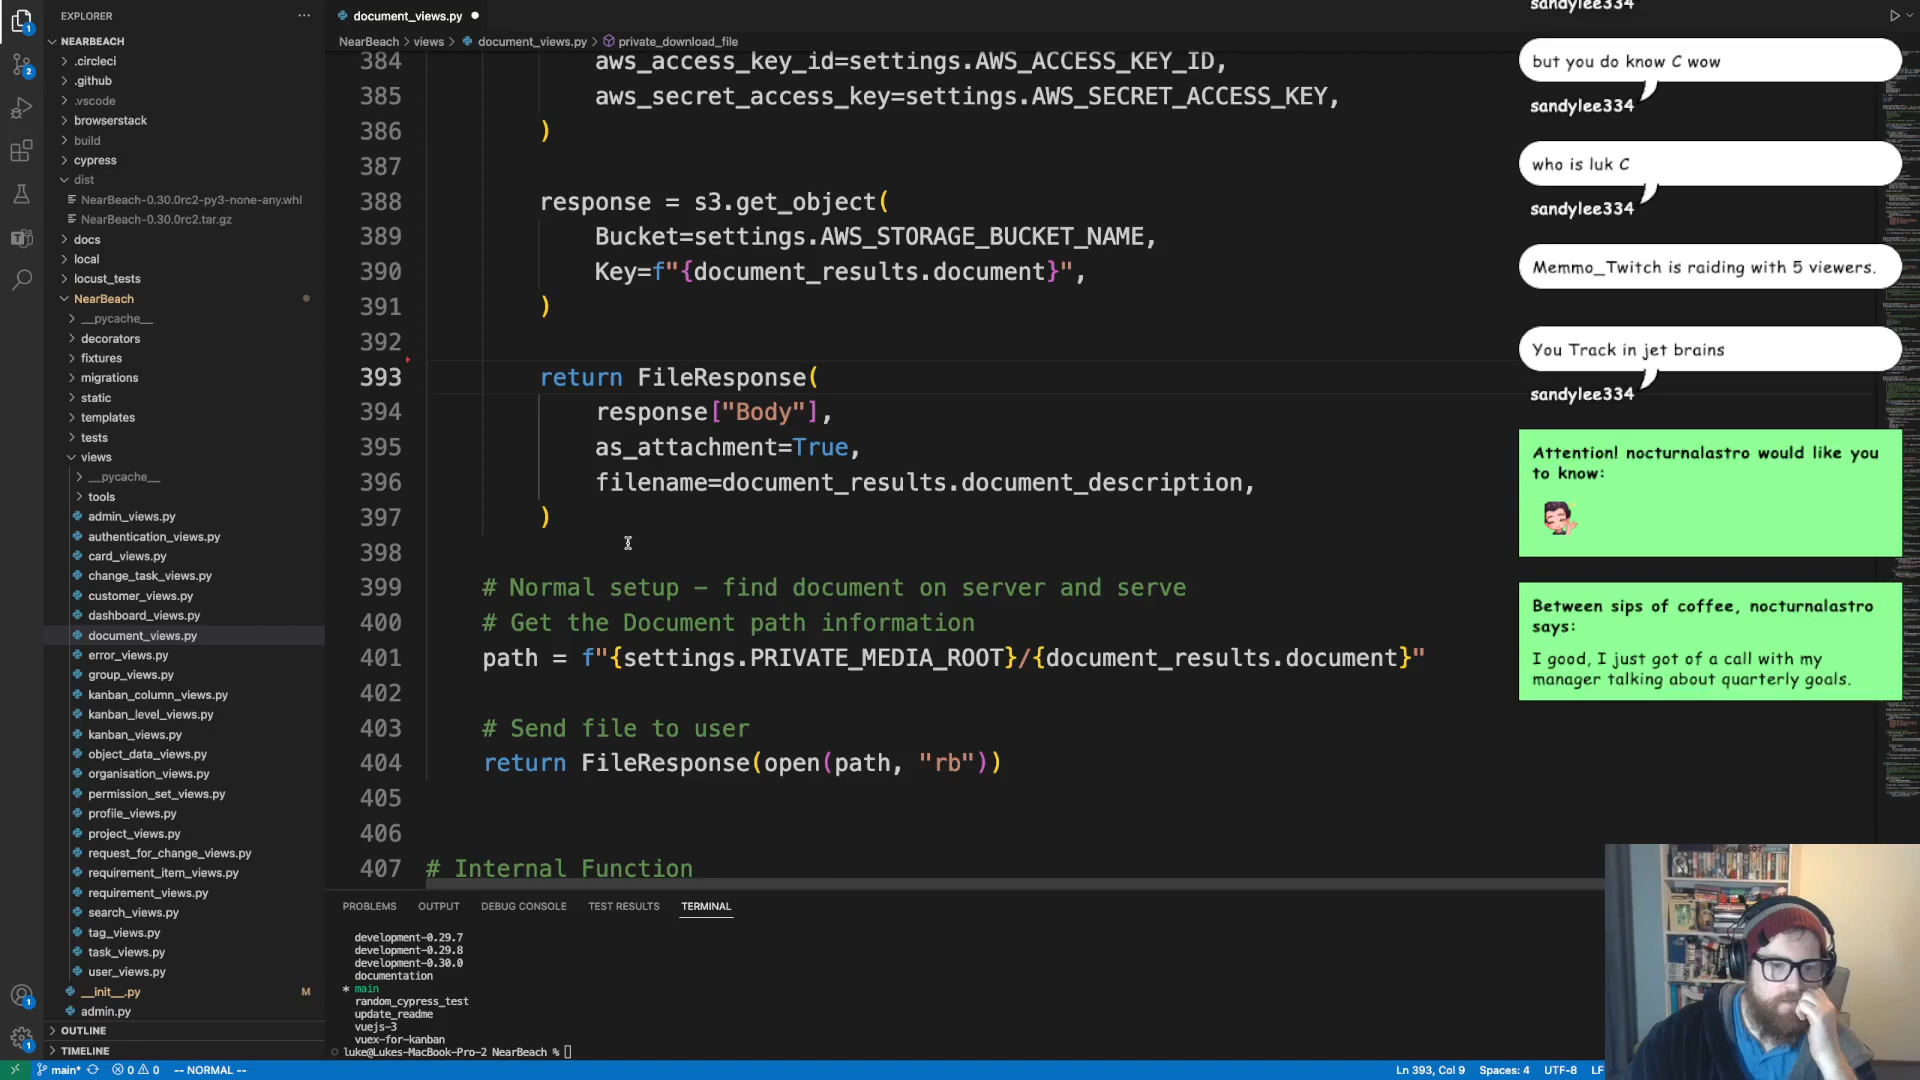 EXPLORER
NEARBEACH
.circleci
.github
.vscode
browserstack
build
cypress
dist
NearBeach-0.30.0rc2-py3-none-any.whl
NearBeach-0.30.0rc2.tar.gz
docs
local
locust_tests
NearBeach
__pycache__
decorators
fixtures
migrations
static
templates
tests
views
__pycache__
tools
admin_views.py
authentication_views.py
card_views.py
change_task_views.py
customer_views.py
dashboard_views.py
document_views.py
error_views.py
group_views.py
kanban_column_views.py
kanban_level_views.py
kanban_views.py
object_data_views.py
organisation_views.py
permission_set_views.py
profile_views.py
project_views.py
request_for_change_views.py
requirement_item_views.py
requirement_views.py
search_views.py
tag_views.py
task_views.py
user_views.py
__init__.py M
admin.py
OUTLINE
TIMELINE
document_views.py
NearBeach > views > document_views.py > private_download_file
384 aws_access_key_id=settings.AWS_ACCESS_KEY_ID,
385 aws_secret_access_key=settings.AWS_SECRET_ACCESS_KEY,
386 )
387
388 response = s3.get_object(
389 Bucket=settings.AWS_STORAGE_BUCKET_NAME,
390 Key=f"{document_results.document}",
391 )
392
393 return FileResponse(
394 response["Body"],
395 as_attachment=True,
396 filename=document_results.document_description,
397 )
398
399 # Normal setup – find document on server and serve
400 # Get the Document path information
401 path = f"{settings.PRIVATE_MEDIA_ROOT}/{document_results.document}"
402
403 # Send file to user
404 return FileResponse(open(path, "rb"))
405
406
407 # Internal Function
PROBLEMS OUTPUT DEBUG CONSOLE TEST RESULTS TERMINAL
development-0.29.7
development-0.29.8
development-0.30.0
documentation
* main
random_cypress_test
update_readme
vuejs-3
vuex-for-kanban
luke@Lukes-MacBook-Pro-2 NearBeach %
main* 0 0 -- NORMAL --
Ln 393, Col 9 Spaces: 4 UTF-8 LF
sandylee334
but you do know C wow
sandylee334
who is luk C
sandylee334
Memmo_Twitch is raiding with 5 viewers.
You Track in jet brains
sandylee334
Attention! nocturnalastro would like you
to know:
Between sips of coffee, nocturnalastro
says:
I good, I just got of a call with my
manager talking about quarterly goals.